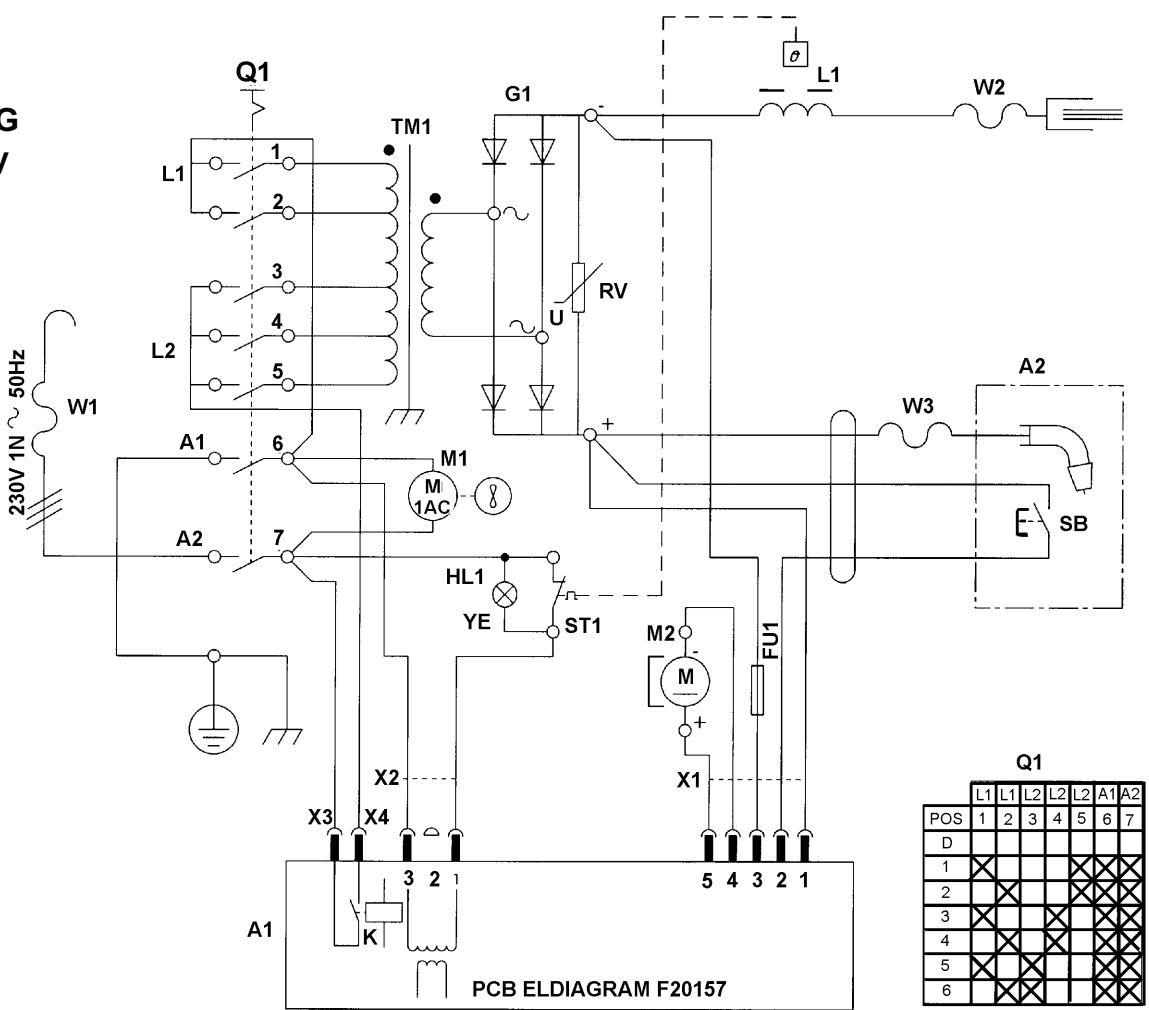 G
Q1
G1
L1
W2
TM1
L1
1
2
3
4
5
RV
U
L2
W1
230V 1N ~ 50Hz
A2
W3
A1
6
M1
M
1AC
SB
A2
7
HL1
YE
ST1
M2
M
FU1
X2
X1
X3
X4
3 2 1
5 4 3 2 1
A1
K
PCB ELDIAGRAM F20157
Q1
L1 L1 L2 L2 L2 A1 A2
POS 1 2 3 4 5 6 7
D
1
2
3
4
5
6